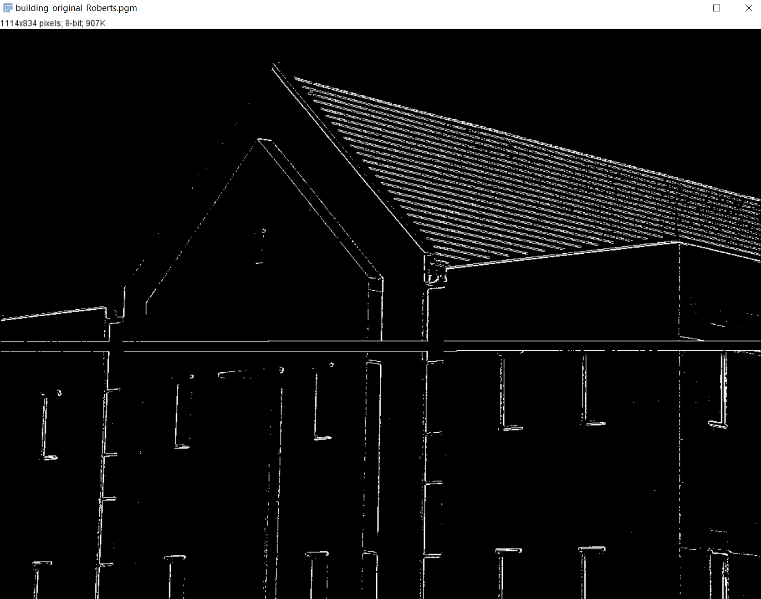 building original Roberts.pgm
1114x834 pixels; 8-bit; 907K